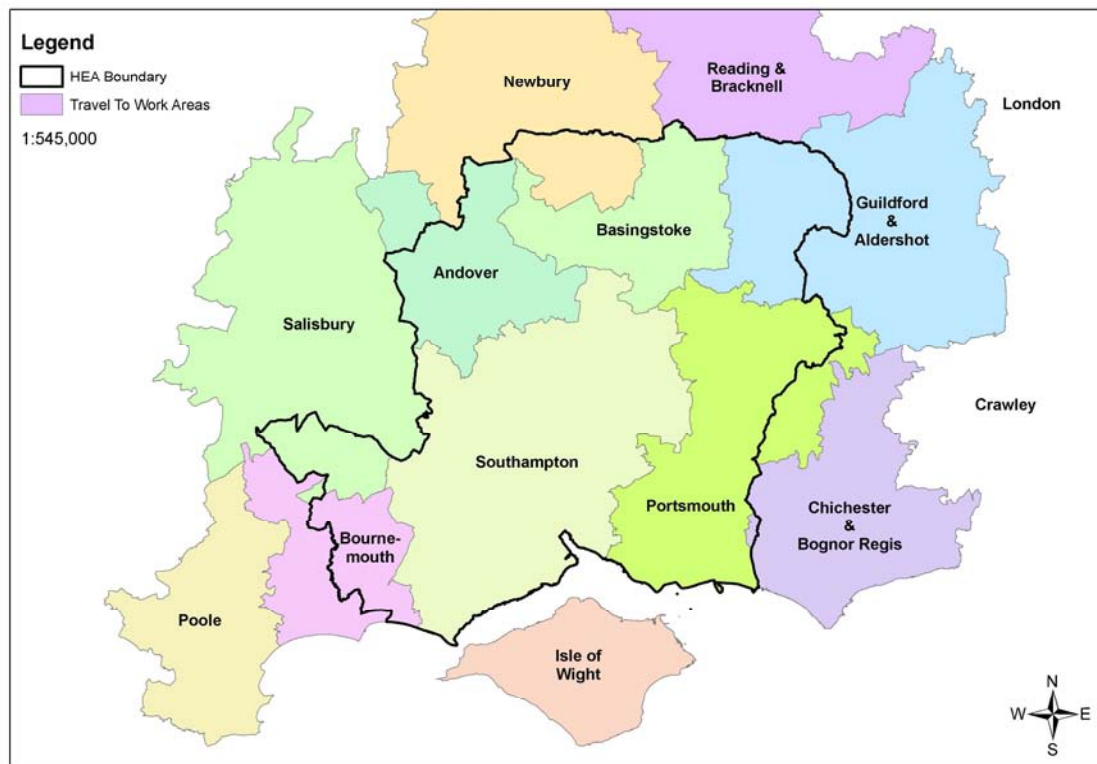 Legend
HEA Boundary
Travel To Work Areas
1:545,000
Newbury
Reading &
Bracknell
London
Guildford
&
Aldershot
Basingstoke
Andover
Salisbury
Crawley
Southampton
Portsmouth
Chichester
&
Bognor Regis
Bourne-
mouth
Poole
Isle of
Wight
N
W
E
S